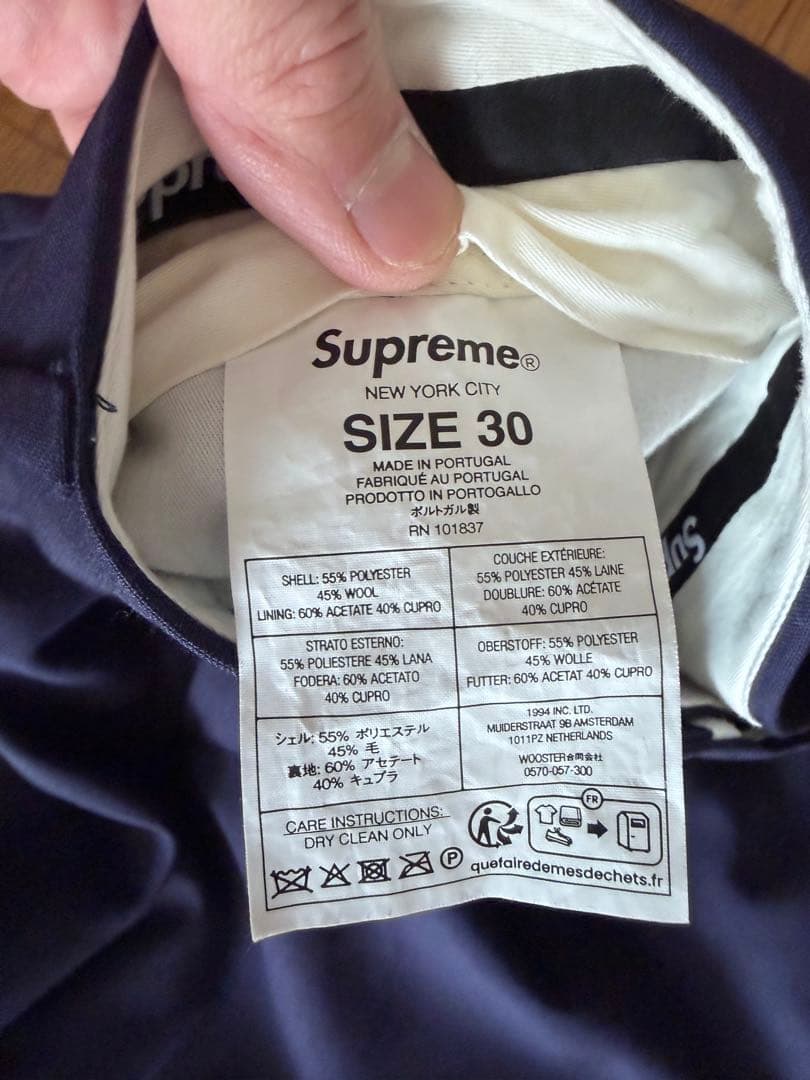 Supreme®
NEW YORK CITY
SIZE 30
MADE IN PORTUGAL
FABRIQUÉ AU PORTUGAL
PRODOTTO IN PORTOGALLO
ポルトガル製
RN 101837
SHELL: 55% POLYESTER
45% WOOL
LINING: 60% ACETATE 40% CUPRO
COUCHE EXTÉRIEURE:
55% POLYESTER 45% LAINE
DOUBLURE: 60% ACÉTATE
40% CUPRO
STRATO ESTERNO:
55% POLIESTERE 45% LANA
FODERA: 60% ACETATO
40% CUPRO
OBERSTOFF: 55% POLYESTER
45% WOLLE
FUTTER: 60% ACETAT 40% CUPRO
シェル: 55% ポリエステル
45% 毛
裏地: 60% アセテート
40% キュプラ
1994 INC. LTD.
MUIDERSTRAAT 9B AMSTERDAM
1011PZ NETHERLANDS
WOOSTER合同会社
0570-057-300
CARE INSTRUCTIONS:
DRY CLEAN ONLY
P
FR
quefairedemesdechets.fr